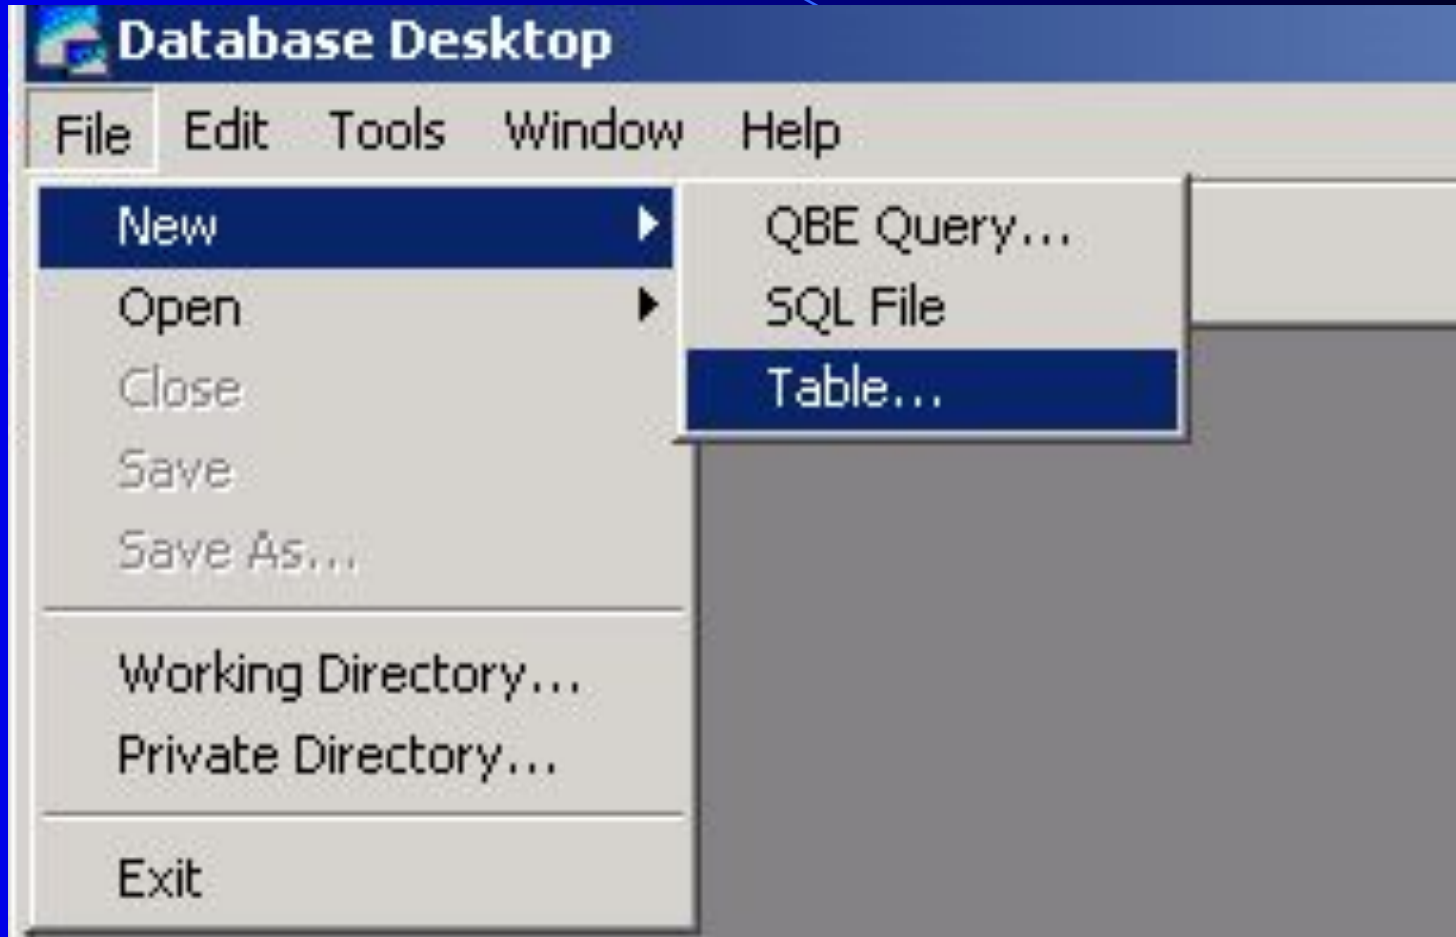 Database Desktop
File Edit Tools Window Help
New
Open
Close
Save
Save As...
Working Directory...
Private Directory...
Exit
QBE Query...
SQL File
Table...